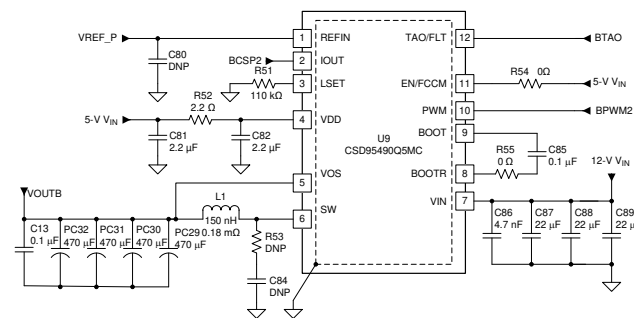 VREF_P
C80
DNP
1
REFIN
BCSP2
2
IOUT
R51
110 kΩ
3
LSET
5-V VIN
R52
2.2 Ω
4
VDD
C81
2.2 µF
C82
2.2 µF
VOUTB
5
VOS
L1
150 nH
0.18 mΩ
6
SW
C13
0.1 µF
PC32
470 µF
PC31
470 µF
PC30
470 µF
PC29
470 µF
R53
DNP
C84
DNP
U9
CSD95490Q5MC
TAO/FLT
12
BTAO
EN/FCCM
11
R54
0Ω
5-V VIN
PWM
10
BPWM2
BOOT
9
C85
0.1 µF
R55
0 Ω
BOOTR
8
12-V VIN
VIN
7
C86
4.7 nF
C87
22 µF
C88
22 µF
C89
22 µF